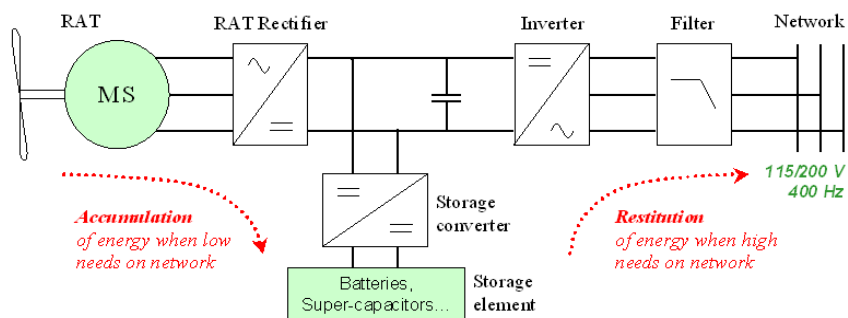 RAT
RAT Rectifier
Inverter
Filter
Network
MS
115/200 V
400 Hz
Accumulation
of energy when low
needs on network
Storage
converter
Restitution
of energy when high
needs on network
Batteries,
Super-capacitors...
Storage
element